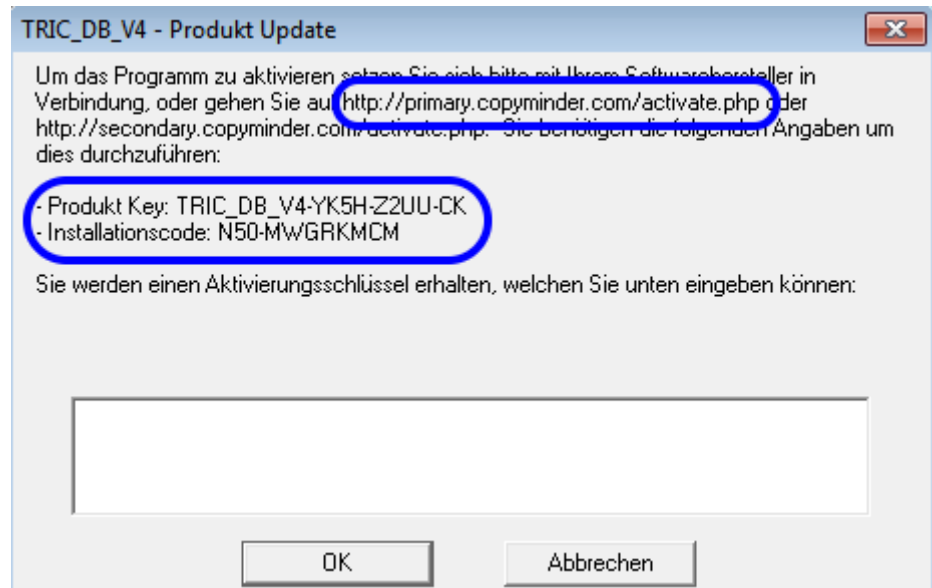 TRIC_DB_V4 - Produkt Update
Um das Programm zu aktivieren setzen Sie sich bitte mit Ihrem Softwarehersteller in
Verbindung, oder gehen Sie auf http://primary.copyminder.com/activate.php oder
http://secondary.copyminder.com/activate.php. Sie benötigen die folgenden Angaben um
dies durchzuführen:
- Produkt Key: TRIC_DB_V4-YK5H-Z2UU-CK
- Installationscode: N50-MWGRKMCM
Sie werden einen Aktivierungsschlüssel erhalten, welchen Sie unten eingeben können:
OK
Abbrechen